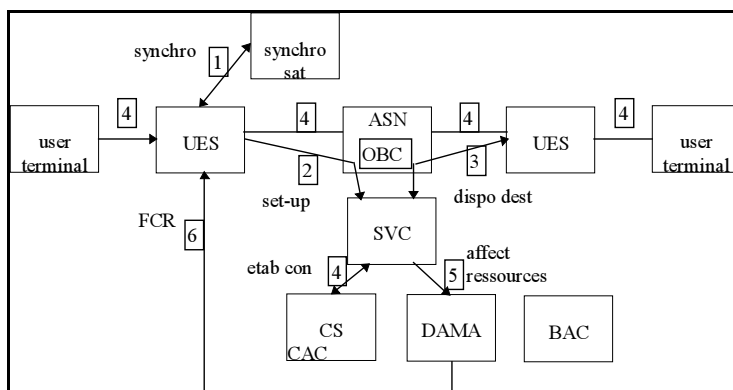 synchro
1
synchro
sat
4
4
4
4
user
terminal
UES
ASN
OBC
UES
user
terminal
2
3
set-up
dispo dest
FCR
6
SVC
etab con
4
5
affect
ressources
CS
CAC
DAMA
BAC